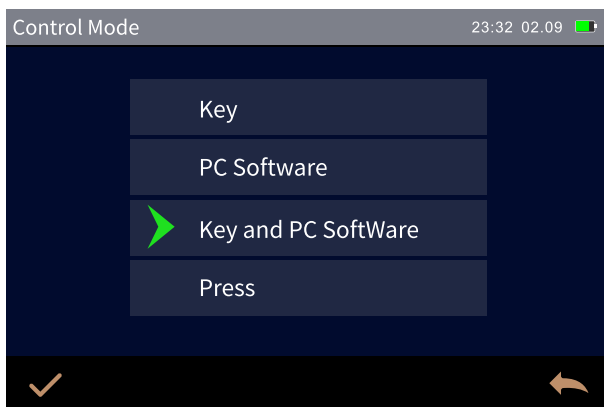 Control Mode 23:32 02.09
Key
PC Software
Key and PC SoftWare
Press